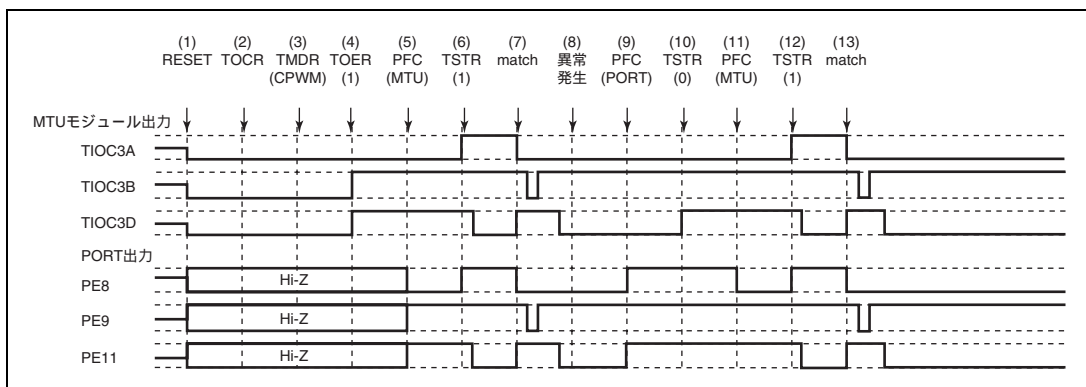 (1) (2) (3) (4) (5) (6) (7) (8) (9) (10) (11) (12) (13)
RESET TOCR TMDR TOER PFC TSTR match 異常 PFC TSTR PFC TSTR match
(CPWM) (1) (MTU) (1) 発生 (PORT) (0) (MTU) (1)
MTUモジュール出力
TIOC3A
TIOC3B
TIOC3D
PORT出力
PE8 Hi-Z
PE9 Hi-Z
PE11 Hi-Z